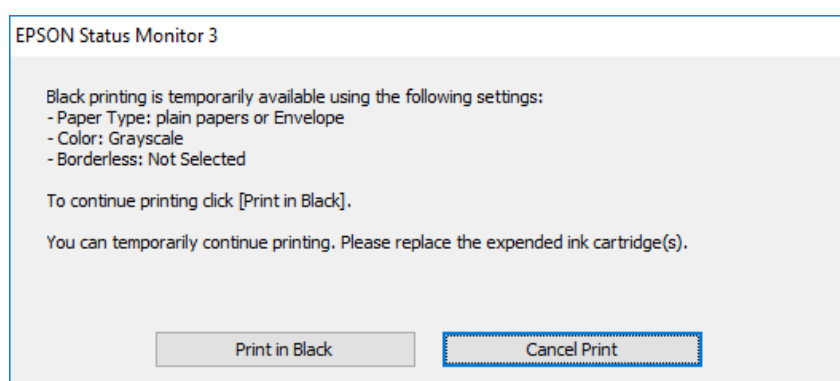 EPSON Status Monitor 3
Black printing is temporarily available using the following settings:
- Paper Type: plain papers or Envelope
- Color: Grayscale
- Borderless: Not Selected
To continue printing click [Print in Black].
You can temporarily continue printing. Please replace the expended ink cartridge(s).
Print in Black
Cancel Print